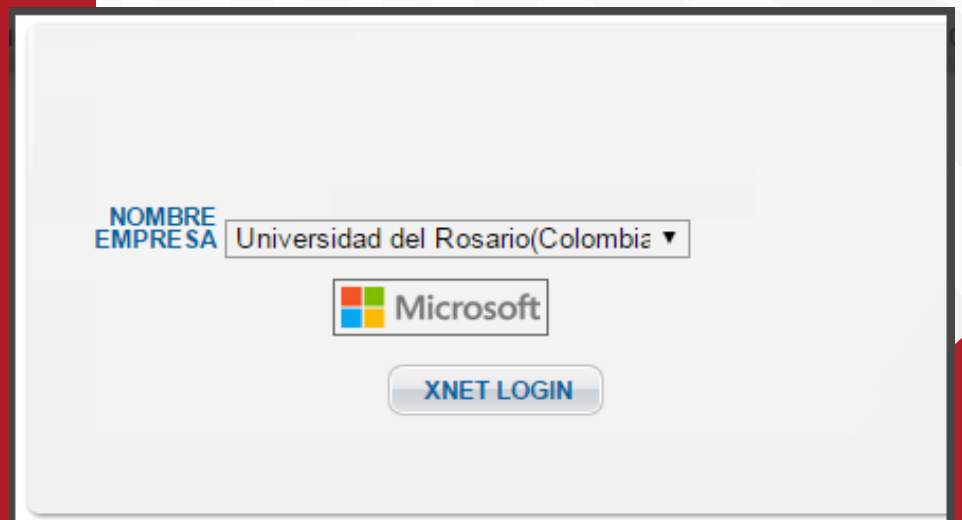 NOMBRE
EMPRESA
Universidad del Rosario(Colombia
Microsoft
XNET LOGIN